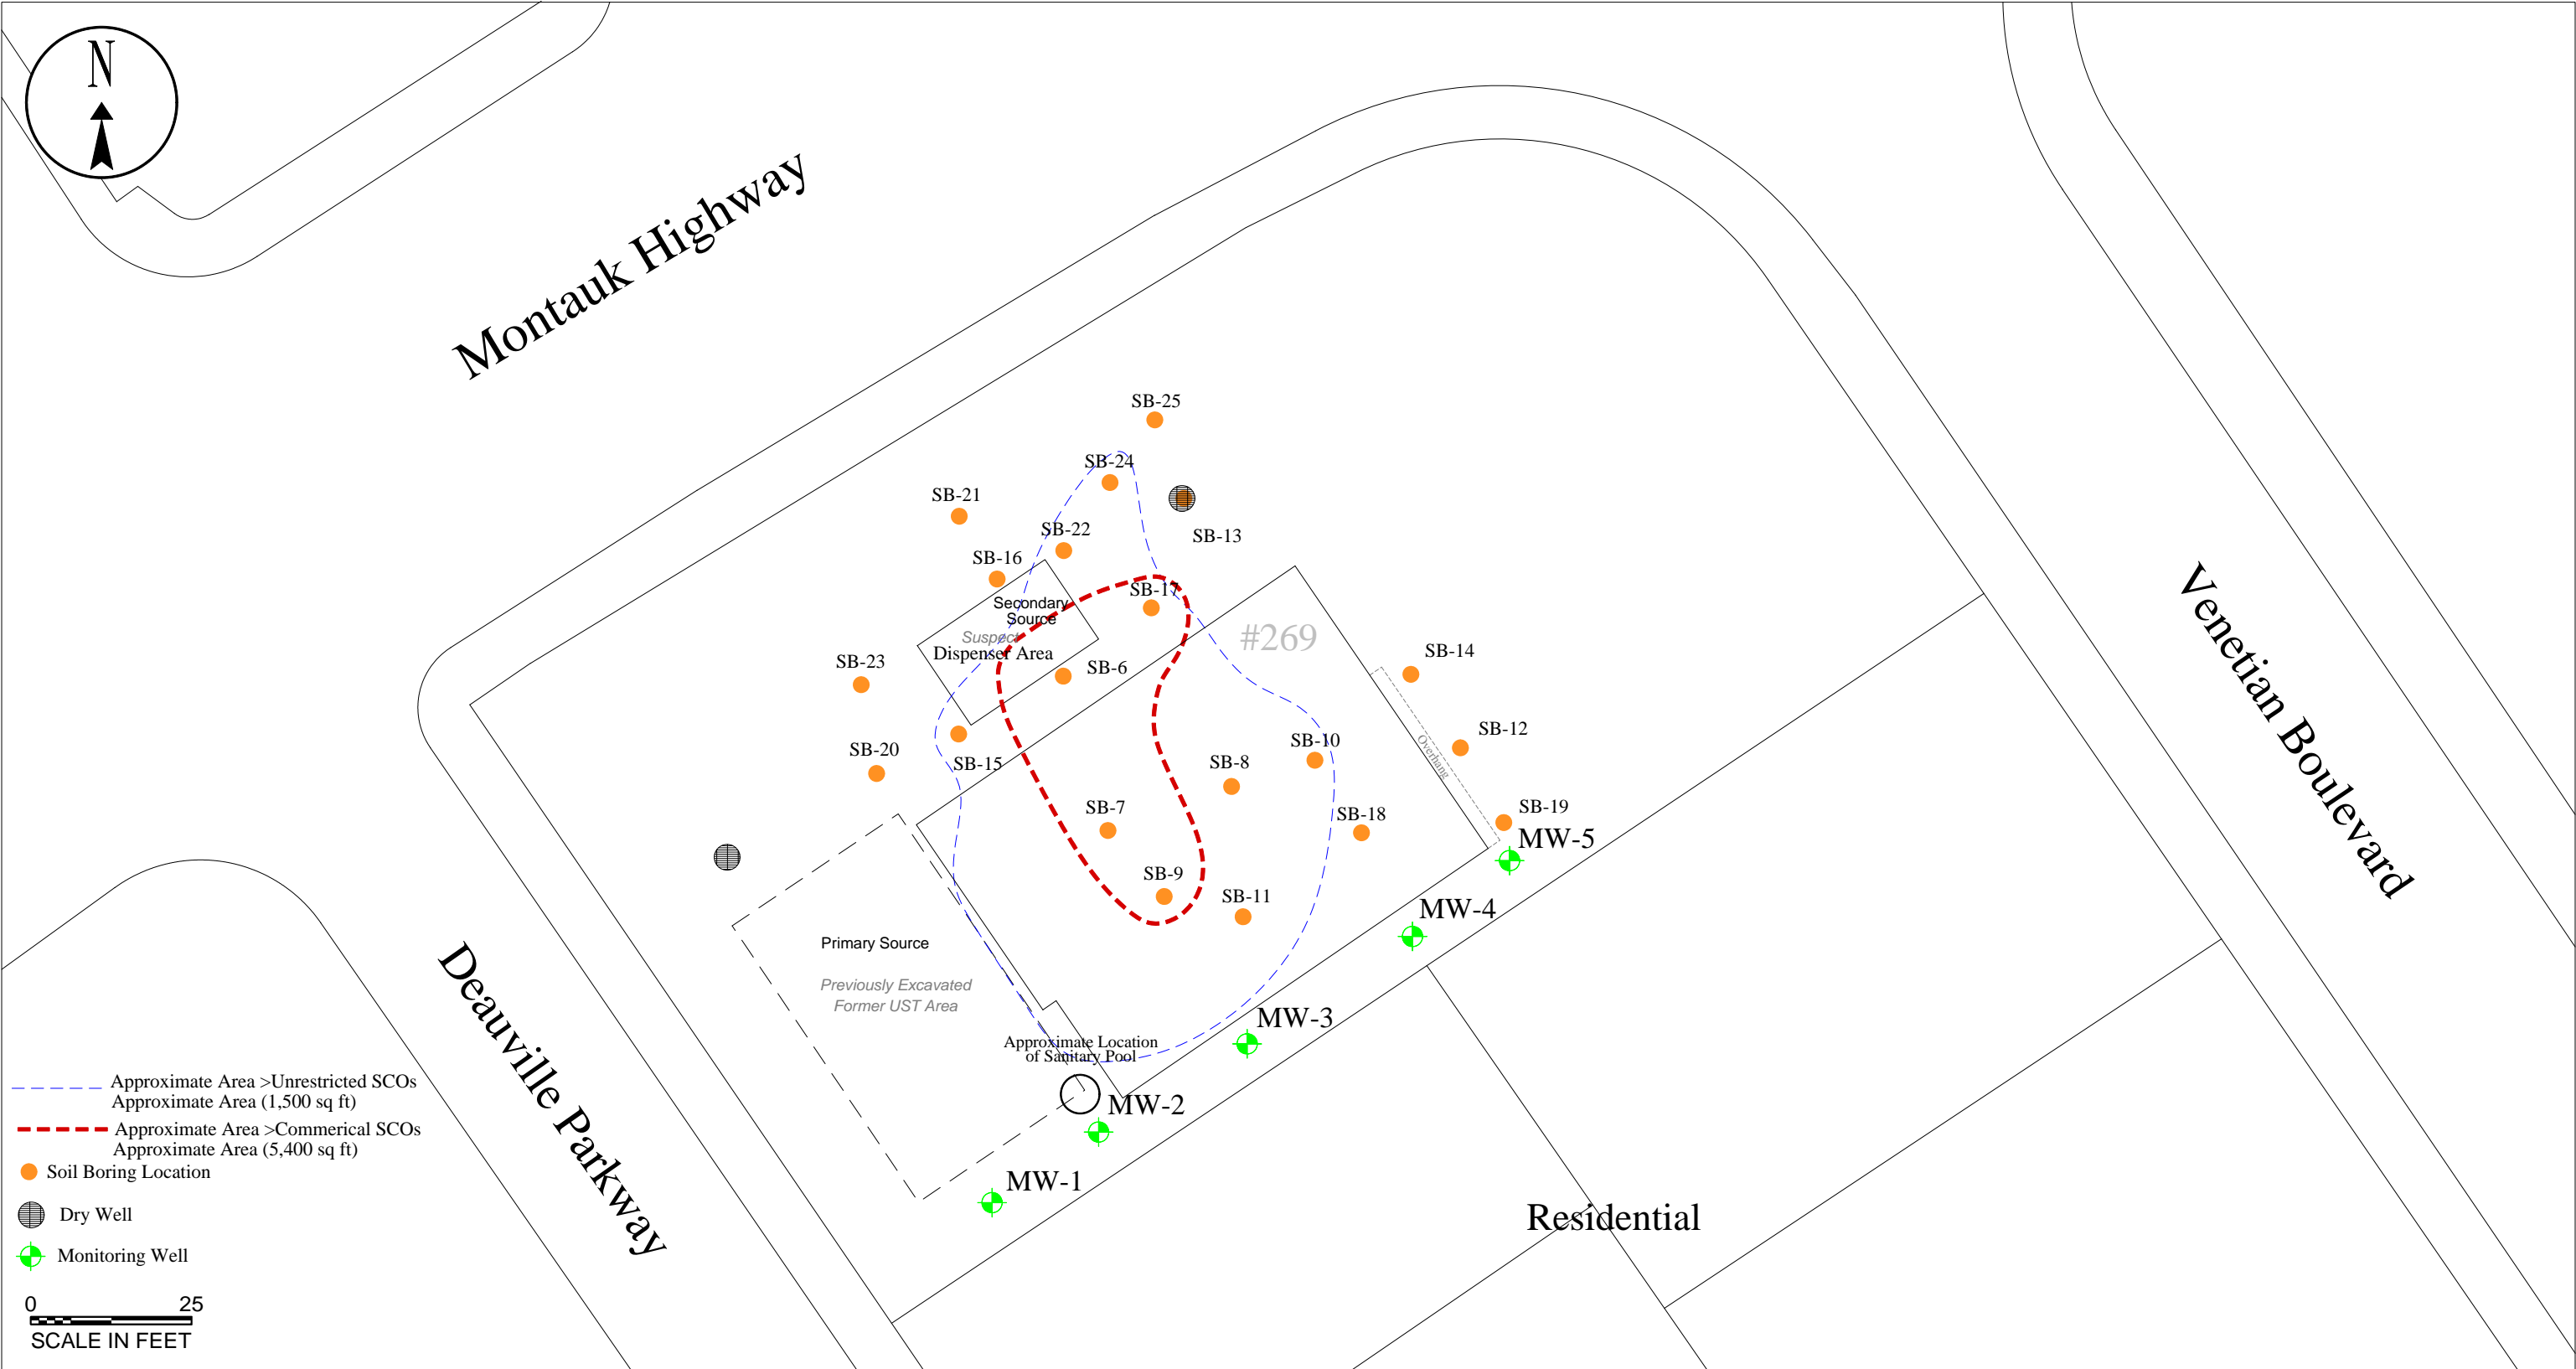 N
Montauk Highway
SB-25
SB-24
SB-21
SB-22
SB-13
SB-16
SB-17
Secondary
Source
Suspect
Dispenser Area
#269
SB-6
SB-23
SB-14
SB-20
SB-15
SB-12
SB-10
Overhang
SB-8
SB-7
SB-18
SB-19
MW-5
SB-9
SB-11
MW-4
Primary Source
Previously Excavated
Former UST Area
MW-3
Approximate Location
of Sanitary Pool
MW-2
MW-1
Venetian Boulevard
Deauville Parkway
Residential
Approximate Area >Unrestricted SCOs
Approximate Area (1,500 sq ft)
Approximate Area >Commerical SCOs
Approximate Area (5,400 sq ft)
Soil Boring Location
Dry Well
Monitoring Well
0 25
SCALE IN FEET